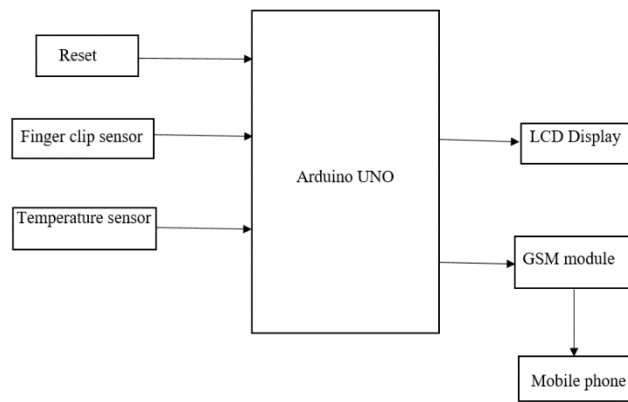 Reset
Finger clip sensor
Temperature sensor
Arduino UNO
LCD Display
GSM module
Mobile phone